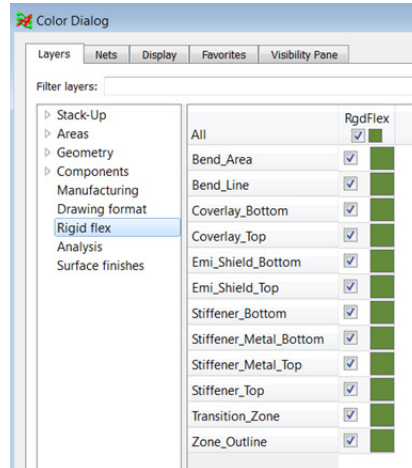 Color Dialog
Layers Nets Display Favorites Visibility Pane
Filter layers:
Stack-Up
Areas
Geometry
Components
Manufacturing
Drawing format
Rigid flex
Analysis
Surface finishes
RgdFlex
All
Bend_Area
Bend_Line
Coverlay_Bottom
Coverlay_Top
Emi_Shield_Bottom
Emi_Shield_Top
Stiffener_Bottom
Stiffener_Metal_Bottom
Stiffener_Metal_Top
Stiffener_Top
Transition_Zone
Zone_Outline